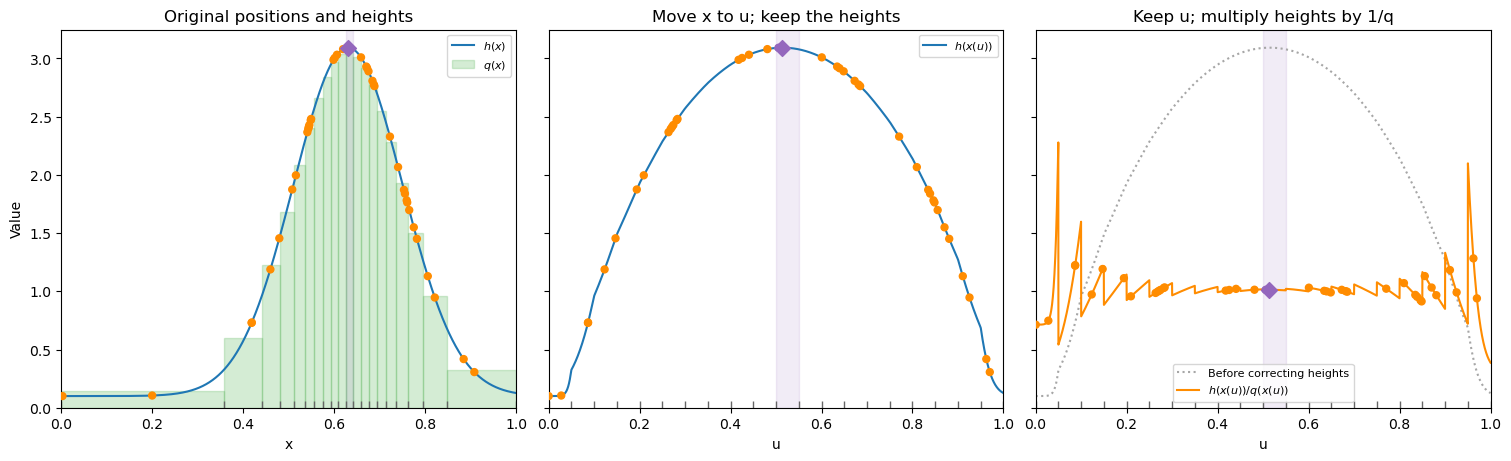 Original positions and heights
Move x to u; keep the heights
Keep u; multiply heights by 1/q
Value
3.0
2.5
2.0
1.5
1.0
0.5
0.0
h(x)
q(x)
h(x(u))
Before correcting heights
h(x(u))/q(x(u))
0.0 0.2 0.4 0.6 0.8 1.0
x
0.0 0.2 0.4 0.6 0.8 1.0
u
0.0 0.2 0.4 0.6 0.8 1.0
u